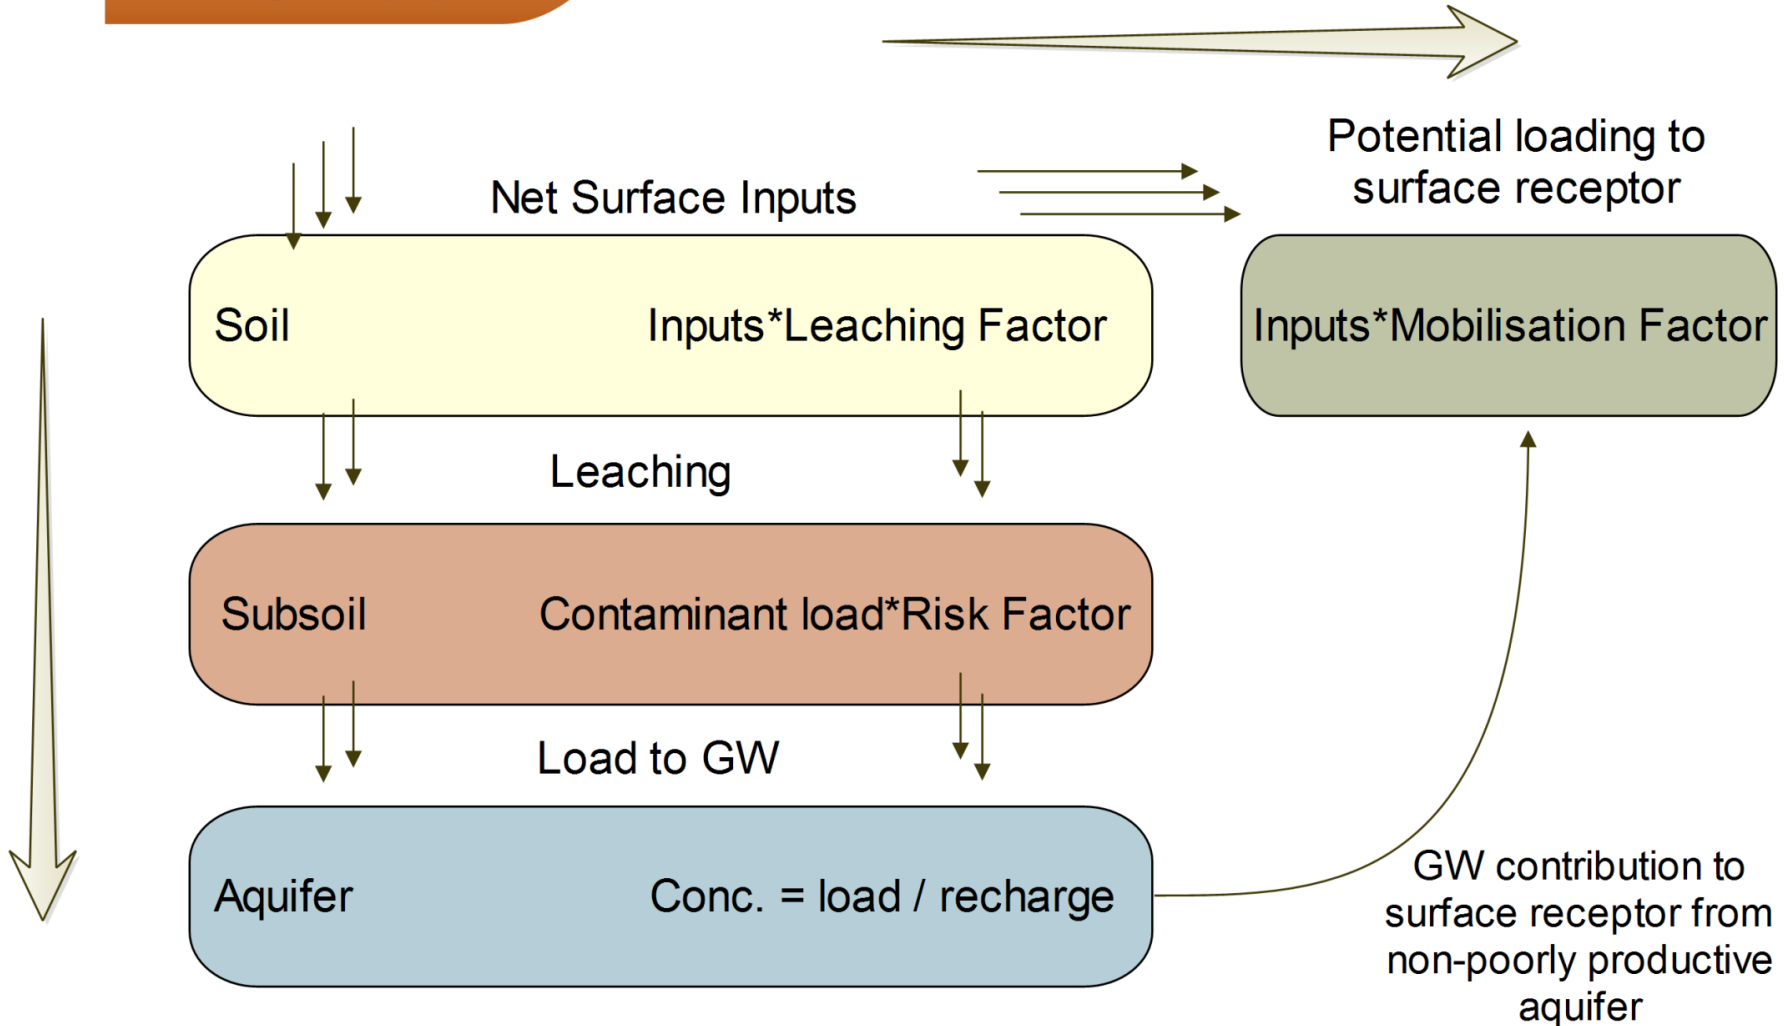 Potential loading to
surface receptor
Net Surface Inputs
Soil
Inputs*Leaching Factor
Inputs*Mobilisation Factor
Leaching
Subsoil
Contaminant load*Risk Factor
Load to GW
Aquifer
Conc. = load / recharge
GW contribution to
surface receptor from
non-poorly productive
aquifer